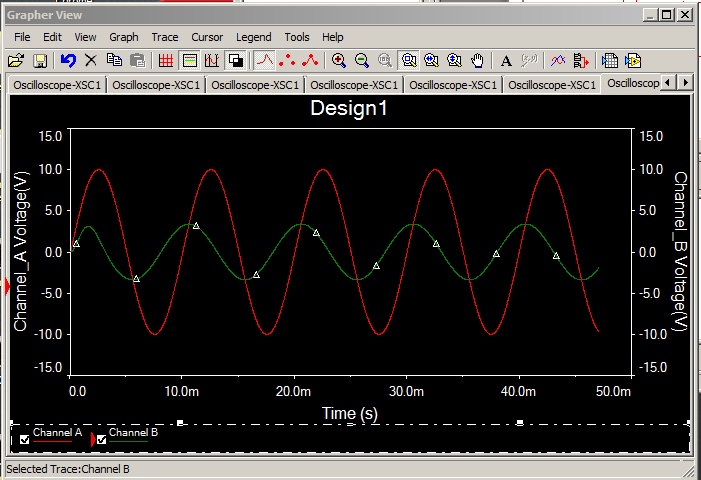 Grapher View
File Edit View Graph Trace Cursor Legend Tools
Oscilloscope-XSC1 Oscilloscope-XSC1 Oscilloscope-XSC1 Oscilloscope-XSC1 Oscilloscope-XSC1 Oscilloscope-XSC1 Oscillosco
Design1
15.0 15.0
10.0 10.0
5.0 5.0
0.0 0.0
-5.0 -5.0
-10.0 -10.0
-15.0 -15.0
Channel_A Voltage(V)
Channel_B Voltage(V)
0.0 10.0m 20.0m 30.0m 40.0m 50.0m
Time (s)
Channel A Channel B
Selected Trace:Channel B